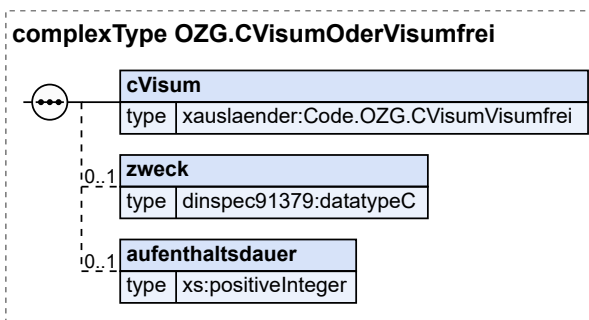 complexType OZG.CVisumOderVisumfrei
cVisum
type xauslaender:Code.OZG.CVisumVisumfrei
0..1 zweck
type dinspec91379:datatypeC
0..1 aufenthaltsdauer
type xs:positiveInteger